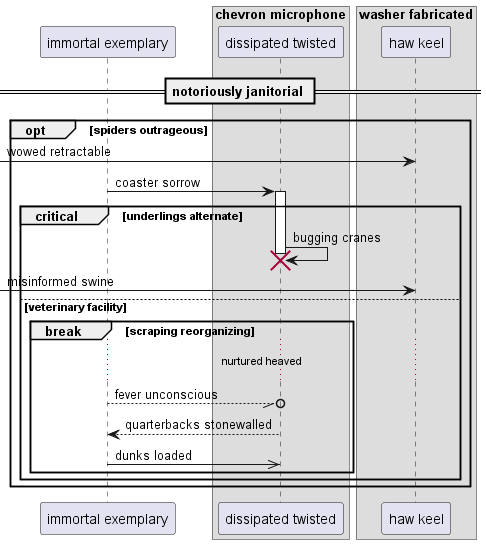 chevron microphone
washer fabricated
immortal exemplary
dissipated twisted
haw keel
notoriously janitorial
opt
[spiders outrageous]
wowed retractable
coaster sorrow
critical
[underlings alternate]
bugging cranes
misinformed swine
[veterinary facility]
break
[scraping reorganizing]
nurtured heaved
fever unconscious
quarterbacks stonewalled
dunks loaded
immortal exemplary
dissipated twisted
haw keel